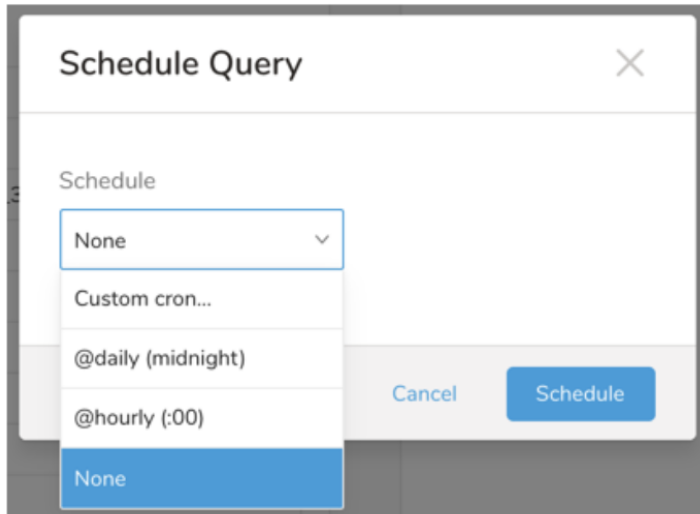 Schedule Query
Schedule
None
Custom cron...
@daily (midnight)
@hourly (:00)
None
Cancel
Schedule